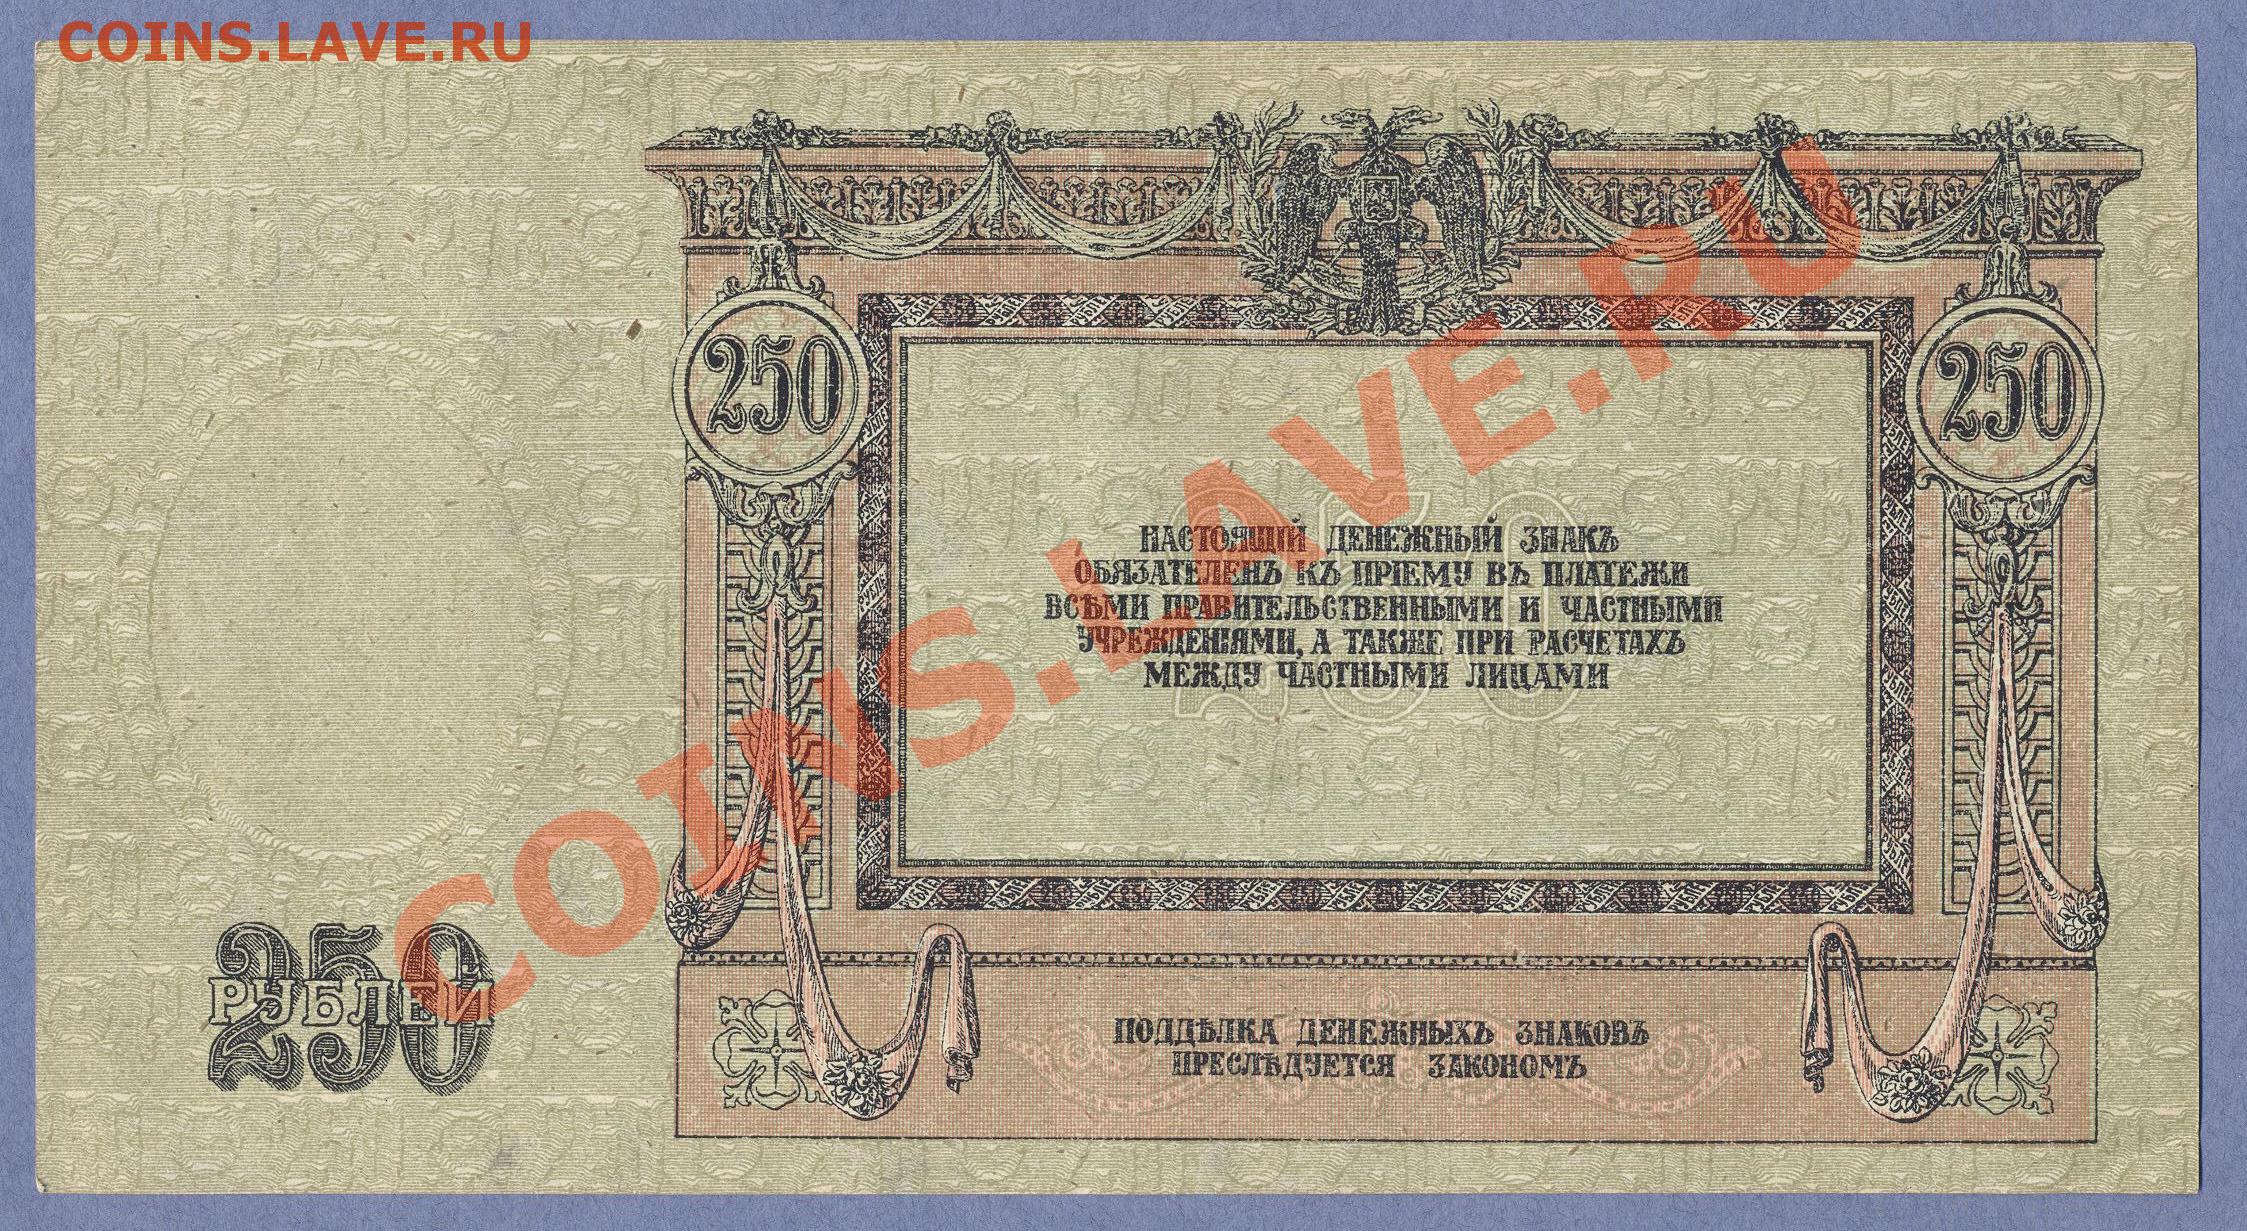 COINS.LAVE.RU
250
250
НАСТОЯЩІЙ ДЕНЕЖНЫЙ ЗНАКЪ
ОБЯЗАТЕЛЕНЪ КЪ ПРІЕМУ ВЪ ПЛАТЕЖИ
ВСѢМИ ПРАВИТЕЛЬСТВЕННЫМИ И ЧАСТНЫМИ
УЧРЕЖДЕНІЯМИ, А ТАКЖЕ ПРИ РАСЧЕТАХЪ
МЕЖДУ ЧАСТНЫМИ ЛИЦАМИ
COINS.LAVE.RU
250
РУБЛЕЙ
ПОДДѢЛКА ДЕНЕЖНЫХЪ ЗНАКОВЪ
ПРЕСЛѢДУЕТСЯ ЗАКОНОМЪ